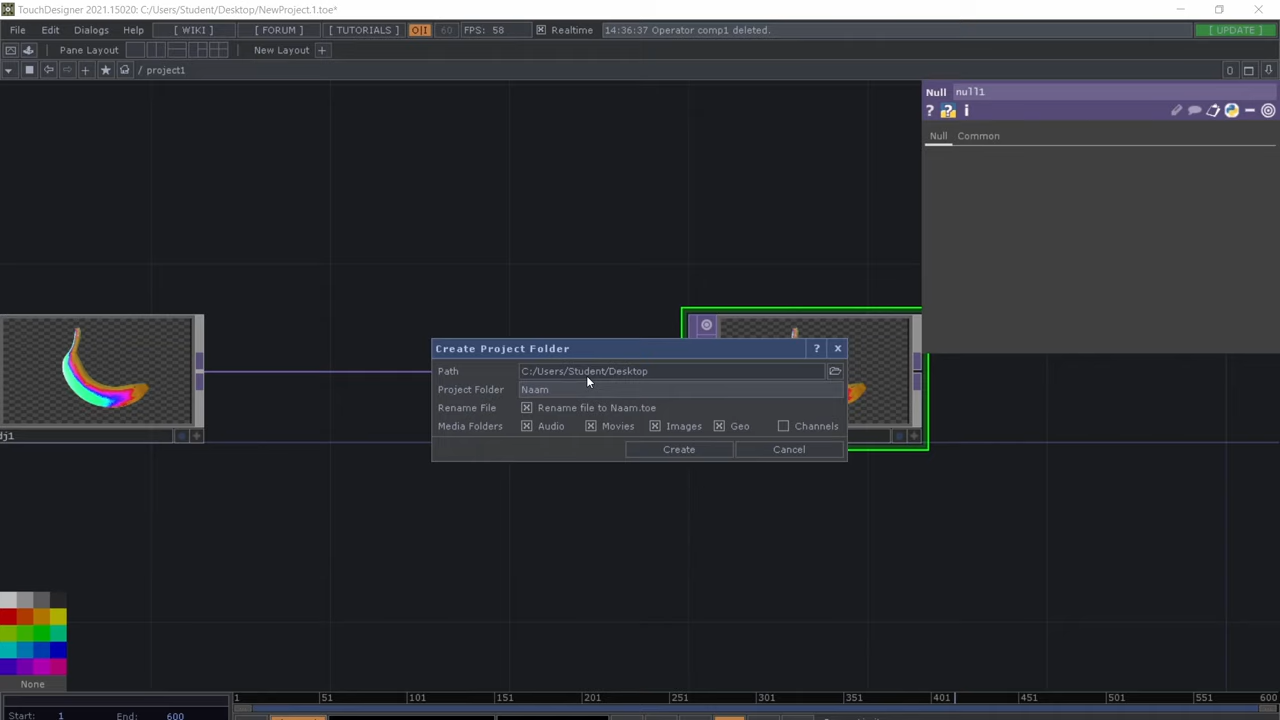 TouchDesigner 2021.15020: C:/Users/Student/Desktop/NewProject.1.toe*
File Edit Dialogs Help [ WIKI ] [ FORUM ] [ TUTORIALS ] O|I 60 FPS: 58 Realtime 14:36:37 Operator comp1 deleted. [ UPDATE ]
Pane Layout New Layout +
/ project1 0
Null null1
? ? i
Null Common
Create Project Folder ? x
Path C:/Users/Student/Desktop
Project Folder Naam
Rename File Rename file to Naam.toe
Media Folders Audio Movies Images Geo Channels
Create Cancel
dj1
None
1 51 101 151 201 251 301 351 401 451 501 551 600
Start: 1 End: 600